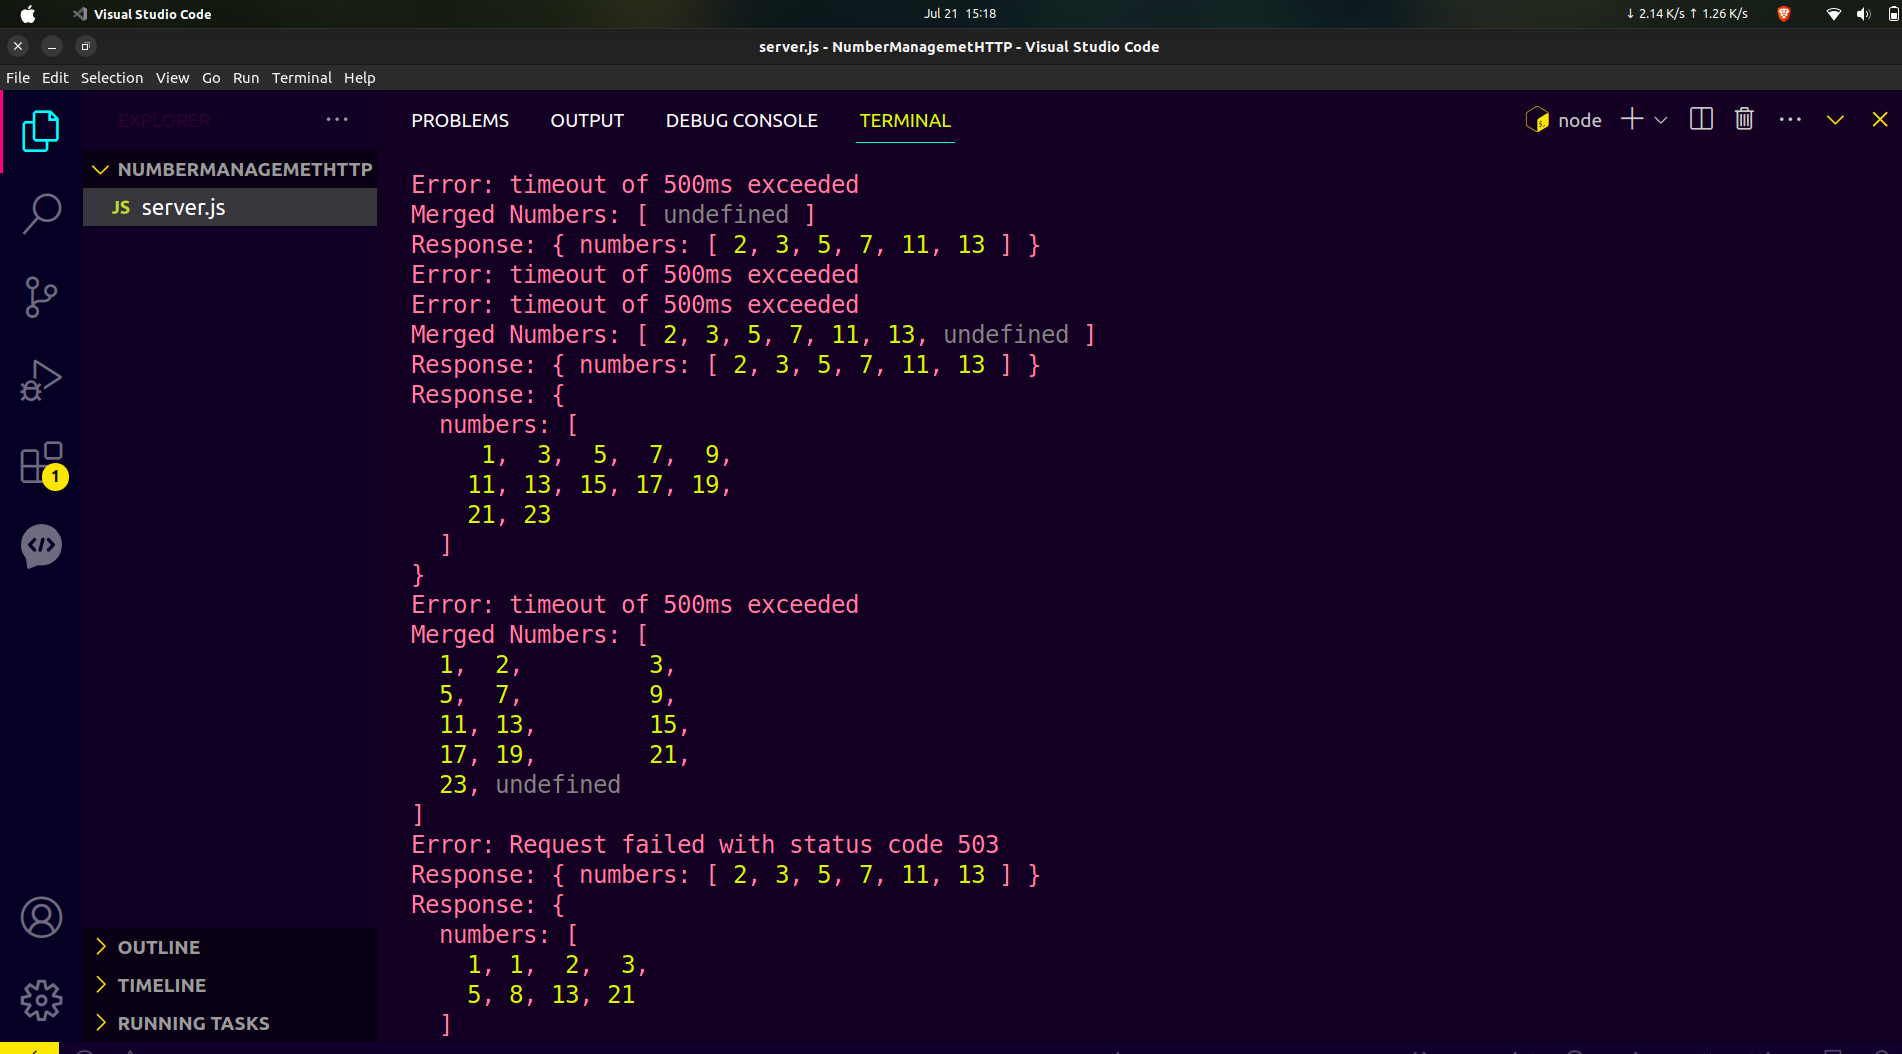 Visual Studio Code
Jul 21 15:18
↓ 2.14 K/s ↑ 1.26 K/s
server.js - NumberManagemetHTTP - Visual Studio Code
File Edit Selection View Go Run Terminal Help
EXPLORER
NUMBERMANAGEMETHTTP
JS server.js
1
OUTLINE
TIMELINE
RUNNING TASKS
PROBLEMS OUTPUT DEBUG CONSOLE TERMINAL
node
Error: timeout of 500ms exceeded
Merged Numbers: [ undefined ]
Response: { numbers: [ 2, 3, 5, 7, 11, 13 ] }
Error: timeout of 500ms exceeded
Error: timeout of 500ms exceeded
Merged Numbers: [ 2, 3, 5, 7, 11, 13, undefined ]
Response: { numbers: [ 2, 3, 5, 7, 11, 13 ] }
Response: {
numbers: [
1, 3, 5, 7, 9,
11, 13, 15, 17, 19,
21, 23
]
}
Error: timeout of 500ms exceeded
Merged Numbers: [
1, 2, 3,
5, 7, 9,
11, 13, 15,
17, 19, 21,
23, undefined
]
Error: Request failed with status code 503
Response: { numbers: [ 2, 3, 5, 7, 11, 13 ] }
Response: {
numbers: [
1, 1, 2, 3,
5, 8, 13, 21
]